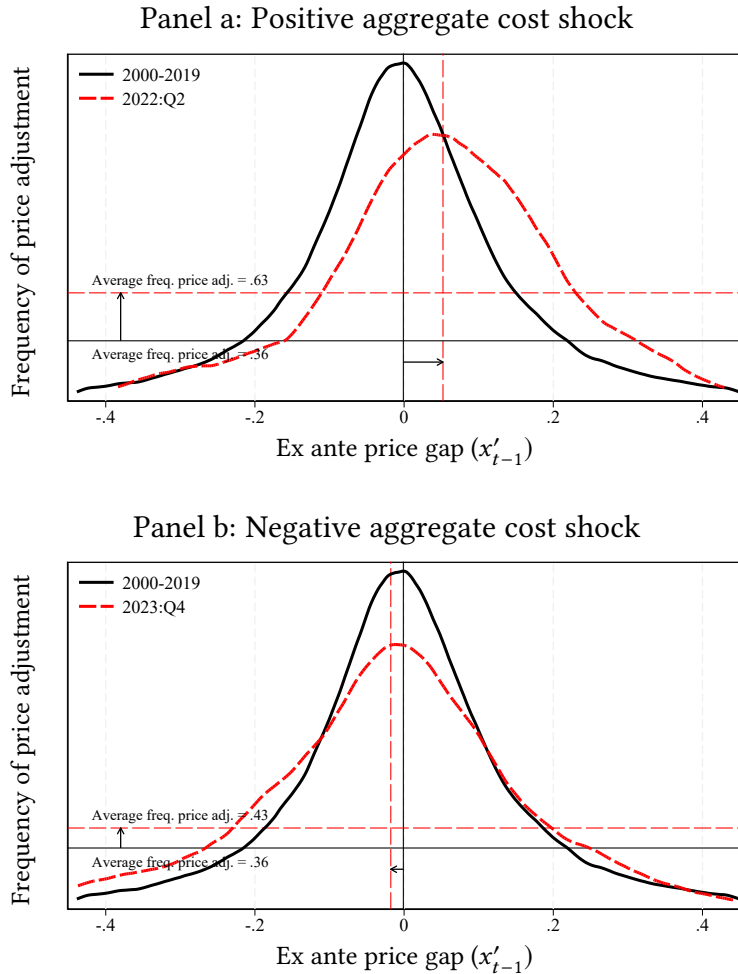 Panel a: Positive aggregate cost shock
Frequency of price adjustment
2000-2019
2022:Q2
Average freq. price adj. = .63
Average freq. price adj. = .36
-.4 -.2 0 .2 .4
Ex ante price gap (x′t−1)
Panel b: Negative aggregate cost shock
Frequency of price adjustment
2000-2019
2023:Q4
Average freq. price adj. = .43
Average freq. price adj. = .36
-.4 -.2 0 .2 .4
Ex ante price gap (x′t−1)